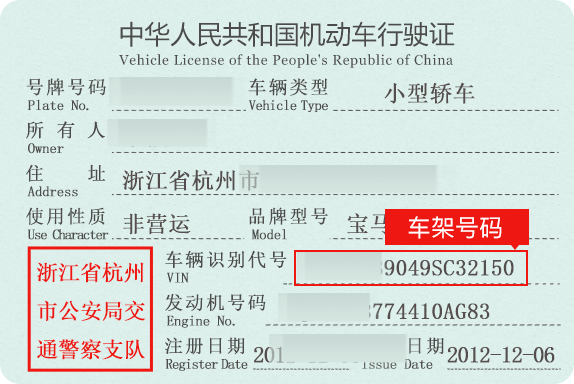 中华人民共和国机动车行驶证
Vehicle License of the People's Republic of China
号牌号码 车辆类型 小型轿车
Plate No. Vehicle Type
所有人
Owner
住址 浙江省杭州市
Address
使用性质 非营运 品牌型号 宝马
Use Character Model
车架号码
浙江省杭州
市公安局交
通警察支队
车辆识别代号 9049SC32150
VIN
发动机号码 774410AG83
Engine No.
注册日期 201 日期 2012-12-06
Register Date Issue Date